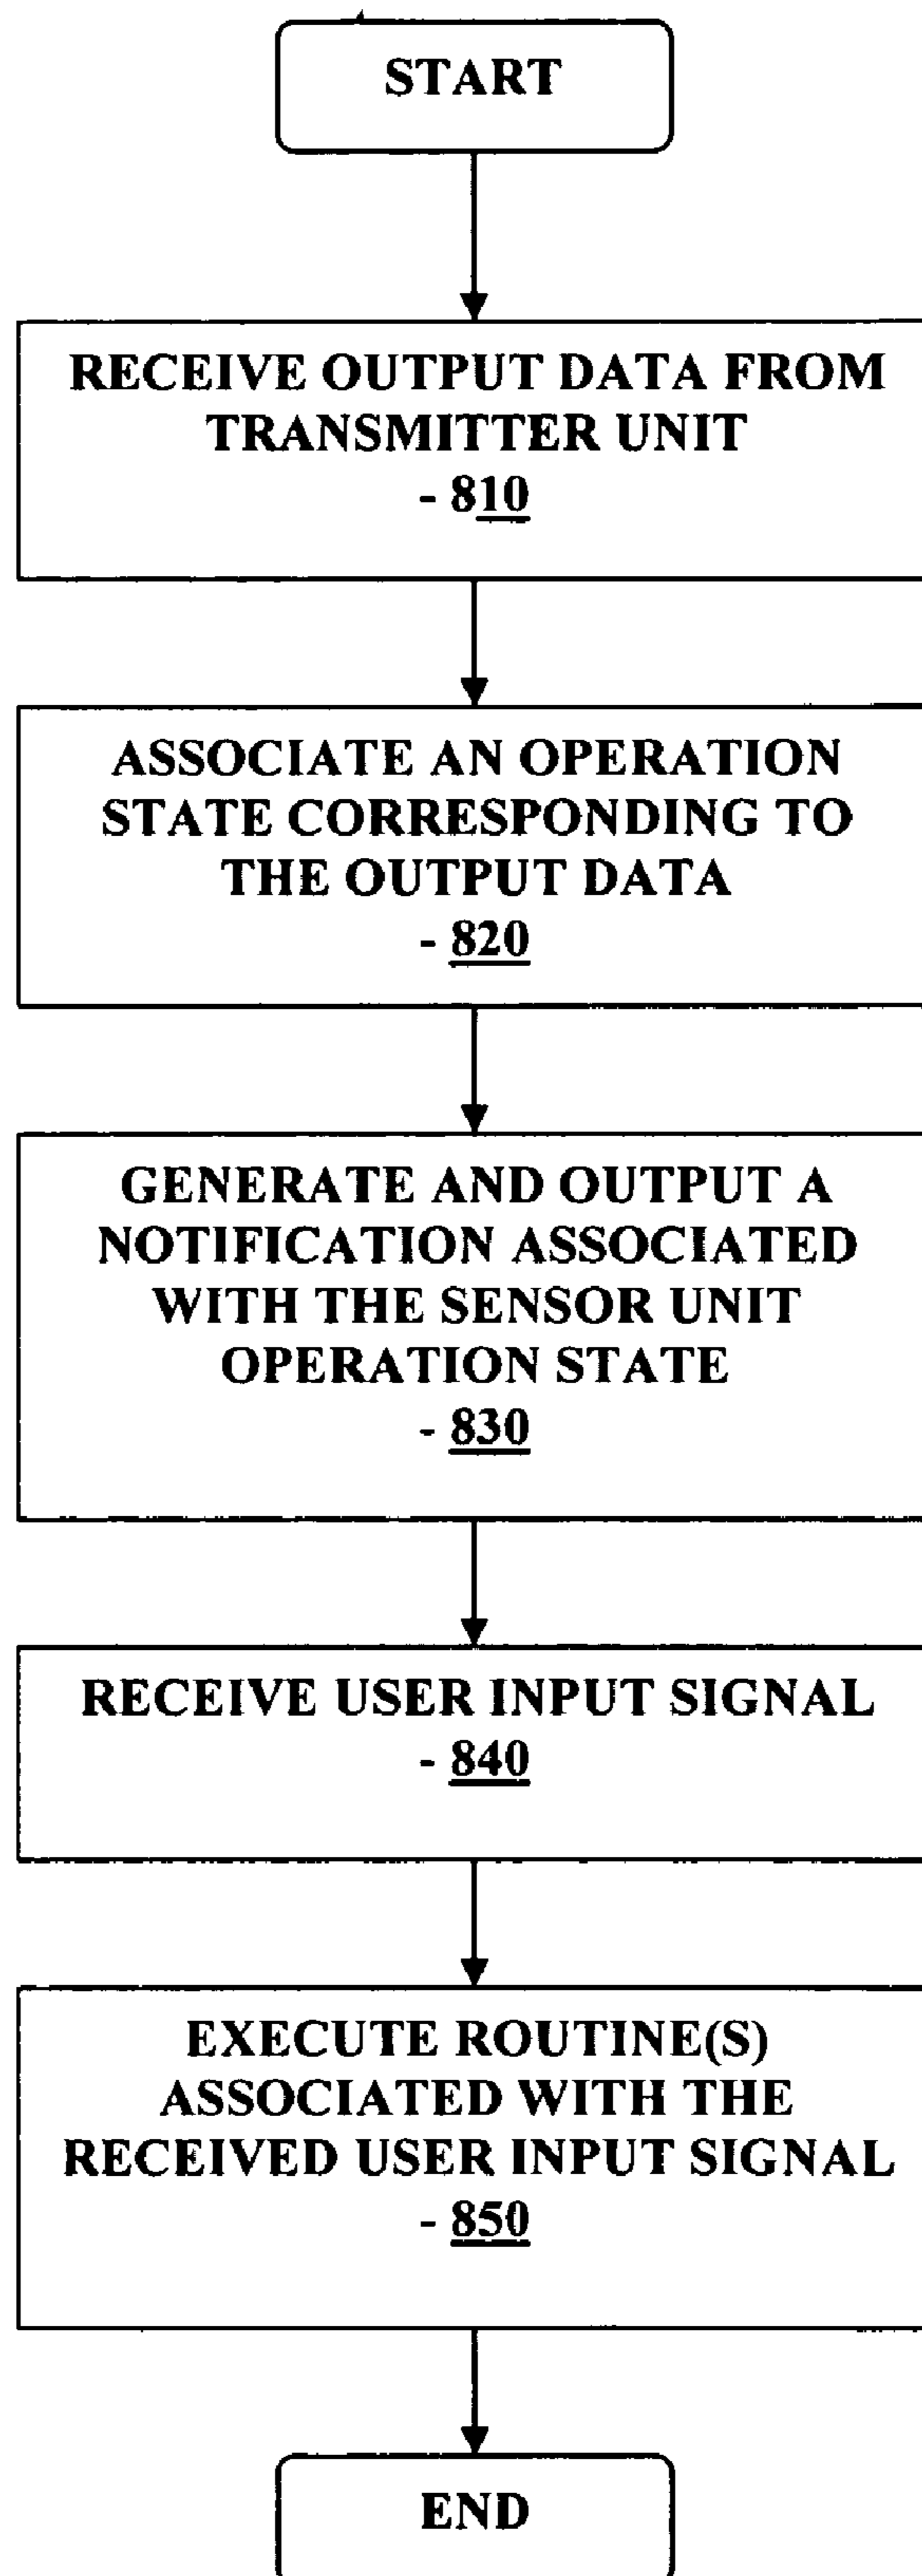 START
RECEIVE OUTPUT DATA FROM
TRANSMITTER UNIT
- 810
ASSOCIATE AN OPERATION
STATE CORRESPONDING TO
THE OUTPUT DATA
- 820
GENERATE AND OUTPUT A
NOTIFICATION ASSOCIATED
WITH THE SENSOR UNIT
OPERATION STATE
- 830
RECEIVE USER INPUT SIGNAL
- 840
EXECUTE ROUTINE(S)
ASSOCIATED WITH THE
RECEIVED USER INPUT SIGNAL
- 850
END